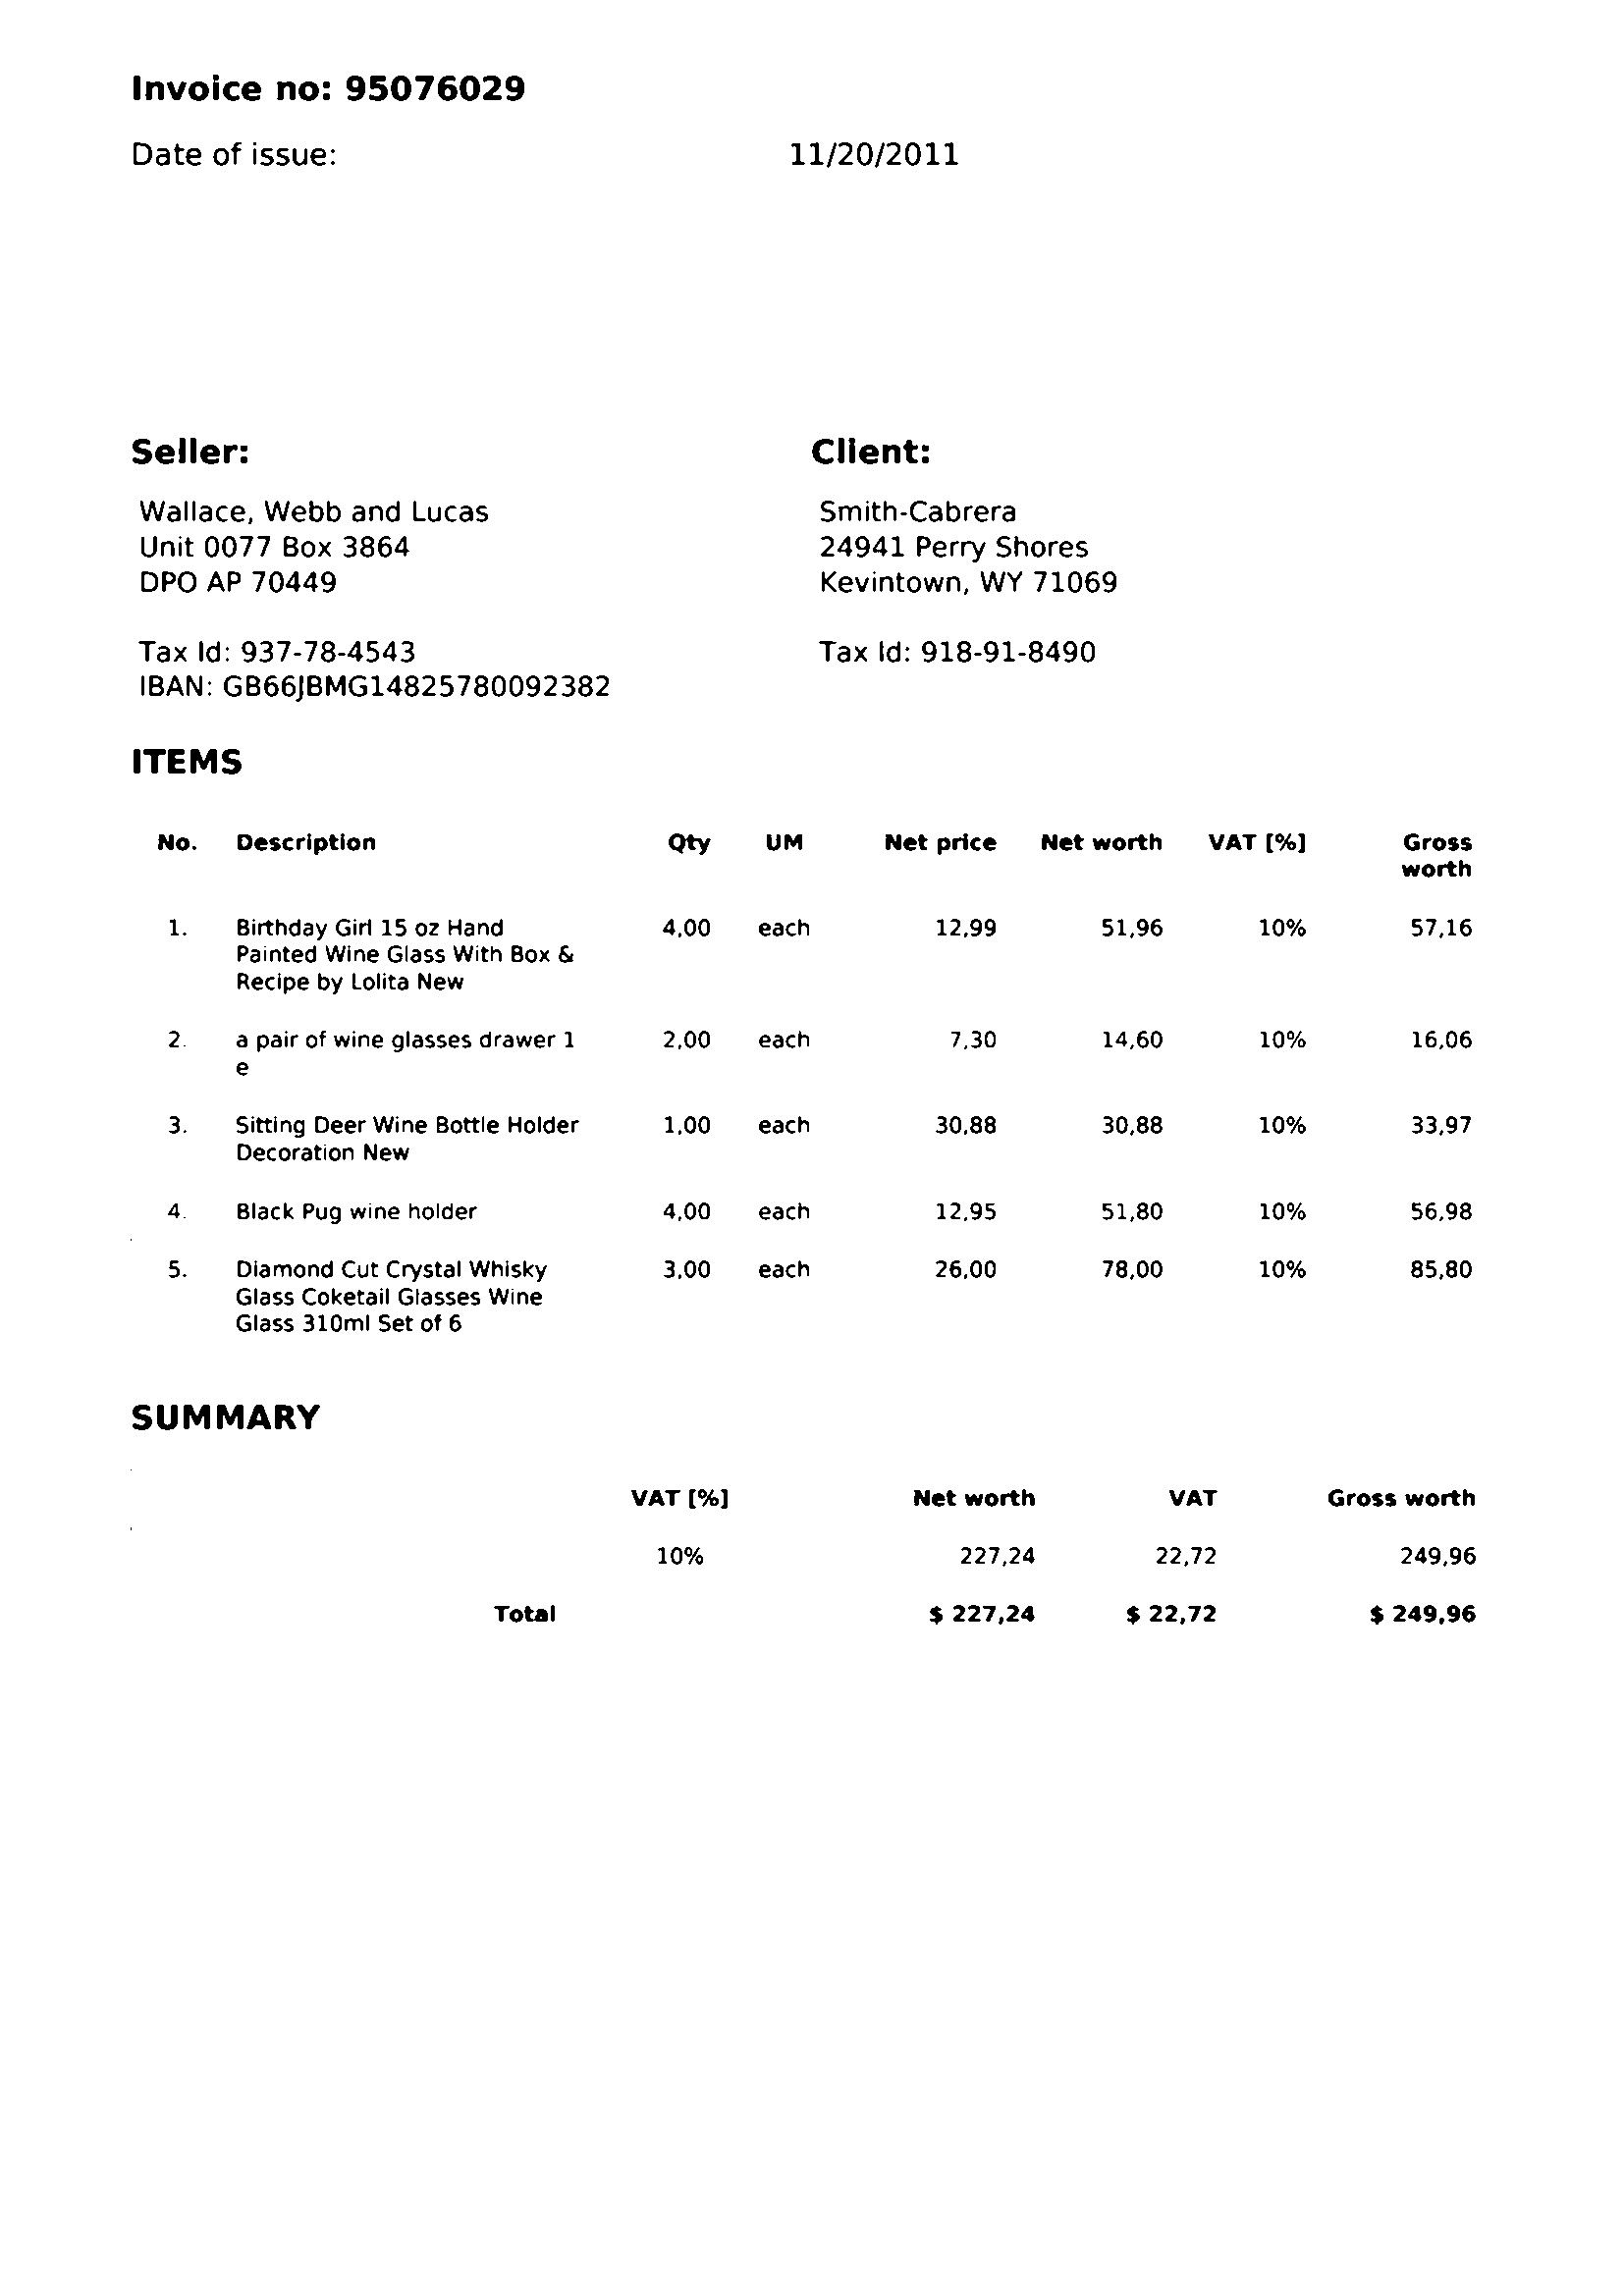 Invoice no: 95076029
Date of issue: 11/20/2011
Seller: Client:
Wallace, Webb and Lucas Smith-Cabrera
Unit 0077 Box 3864 24941 Perry Shores
DPO AP 70449 Kevintown, WY 71069
Tax Id: 937-78-4543 Tax Id: 918-91-8490
IBAN: GB66JBMG14825780092382
ITEMS
No. Description Qty UM Net price Net worth VAT [%] Gross
worth
1. Birthday Girl 15 oz Hand 4,00 each 12,99 51,96 10% 57,16
Painted Wine Glass With Box &
Recipe by Lolita New
2. a pair of wine glasses drawer 1 2,00 each 7,30 14,60 10% 16,06
e
3. Sitting Deer Wine Bottle Holder 1,00 each 30,88 30,88 10% 33,97
Decoration New
4. Black Pug wine holder 4,00 each 12,95 51,80 10% 56,98
5. Diamond Cut Crystal Whisky 3,00 each 26,00 78,00 10% 85,80
Glass Coketail Glasses Wine
Glass 310ml Set of 6
SUMMARY
VAT [%] Net worth VAT Gross worth
10% 227,24 22,72 249,96
Total $ 227,24 $ 22,72 $ 249,96